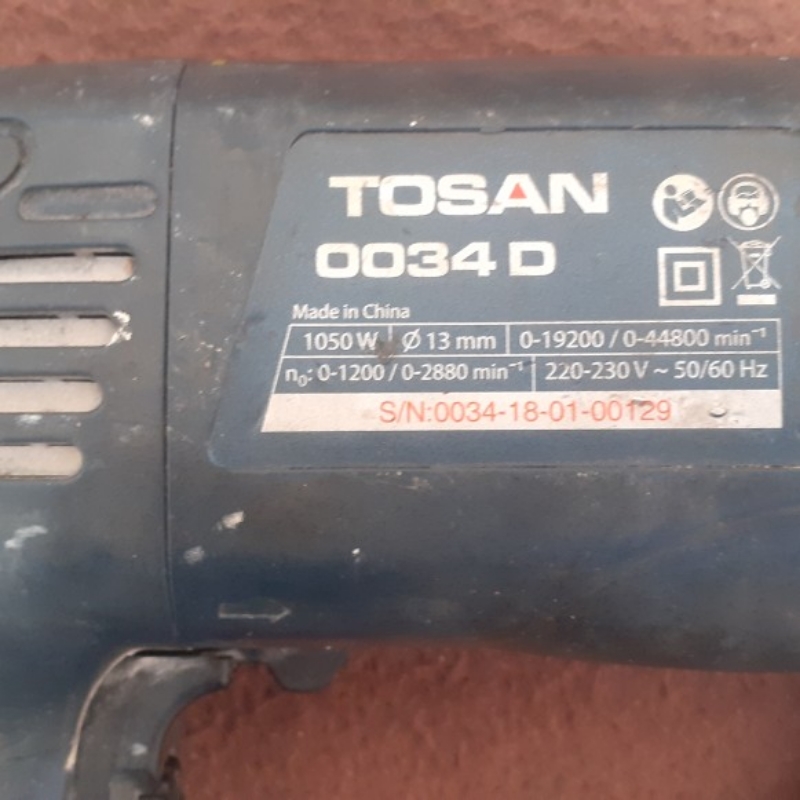 TOSAN
0034 D
Made in China
1050 W Ø 13 mm 0-19200 / 0-44800 min⁻¹
n₀: 0-1200 / 0-2880 min⁻¹ 220-230 V ~ 50/60 Hz
S/N:0034-18-01-00129